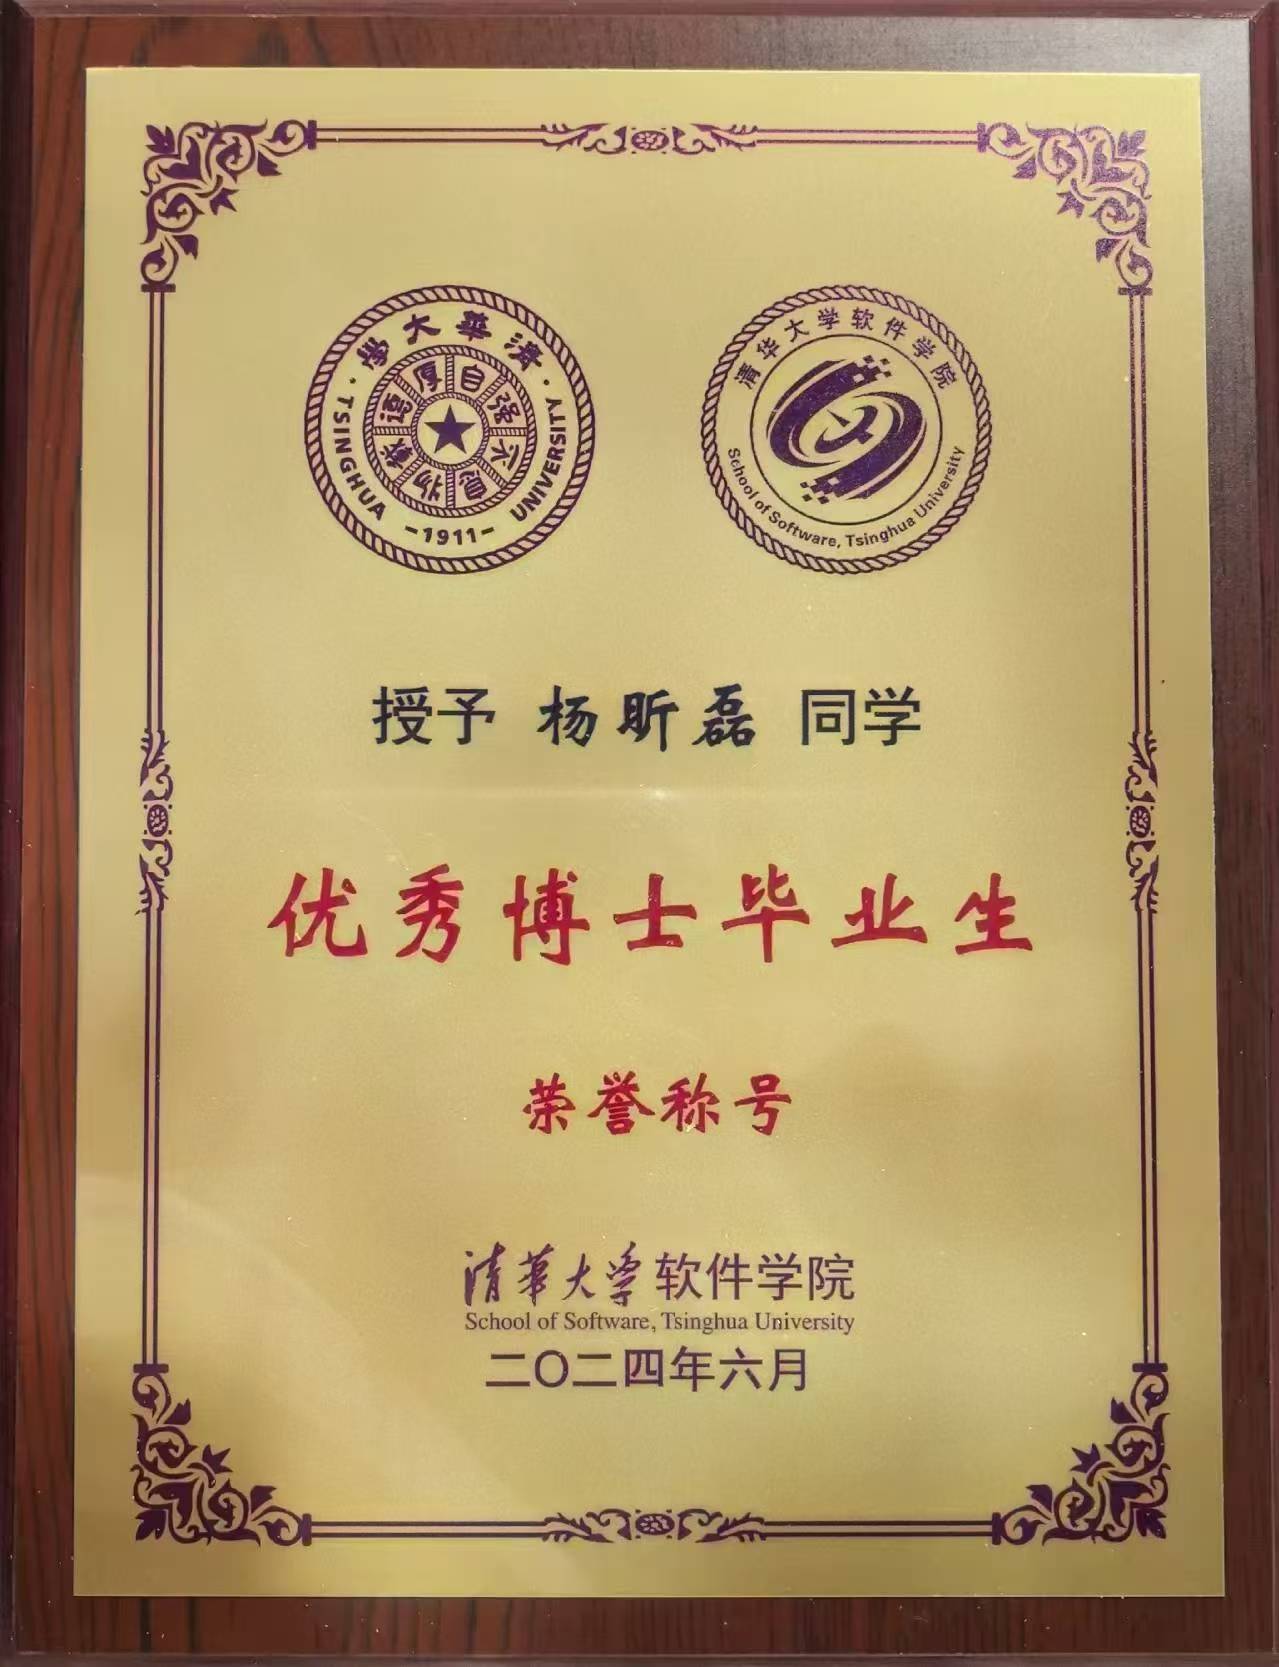 清華大學
自强不息
厚德载物
TSINGHUA UNIVERSITY
-1911-
清华大学软件学院
School of Software, Tsinghua University
授予 杨昕磊 同学
优秀博士毕业生
荣誉称号
清華大学软件学院
School of Software, Tsinghua University
二〇二四年六月